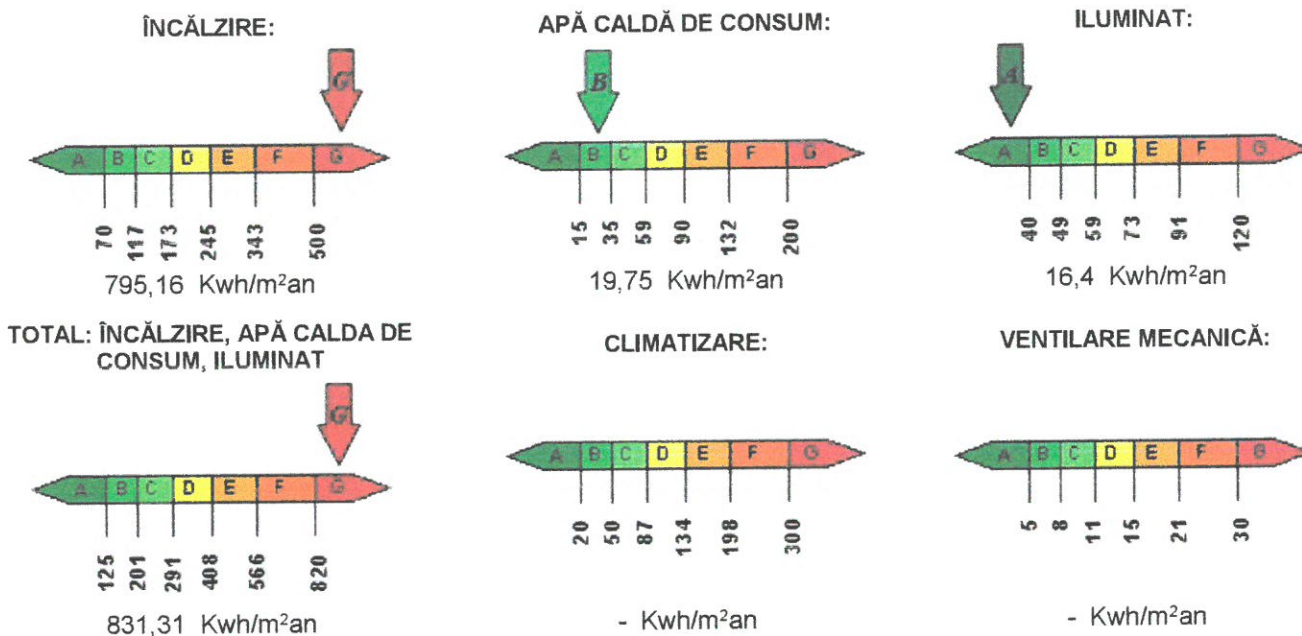 ÎNCĂLZIRE:
G
A B C D E F G
70 117 173 245 343 500
795,16 Kwh/m²an
APĂ CALDĂ DE CONSUM:
B
A B C D E F G
15 35 59 90 132 200
19,75 Kwh/m²an
ILUMINAT:
A
A B C D E F G
40 49 59 73 91 120
16,4 Kwh/m²an
TOTAL: ÎNCĂLZIRE, APĂ CALDA DE
CONSUM, ILUMINAT
G
A B C D E F G
125 201 291 408 566 820
831,31 Kwh/m²an
CLIMATIZARE:
A B C D E F G
20 50 87 134 198 300
- Kwh/m²an
VENTILARE MECANICĂ:
A B C D E F G
5 8 11 15 21 30
- Kwh/m²an